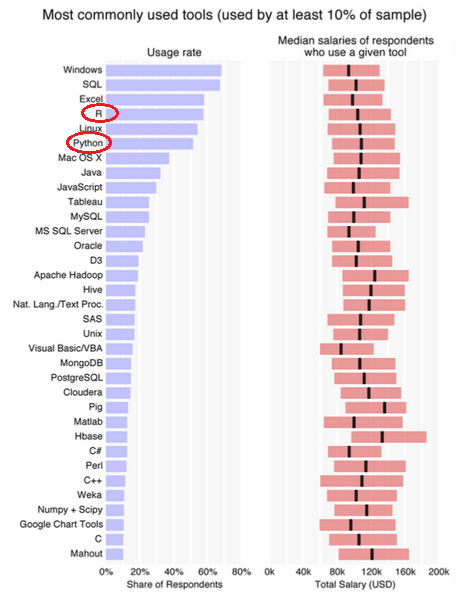 Most commonly used tools (used by at least 10% of sample)
Usage rate
Median salaries of respondents
who use a given tool
Windows
SQL
Excel
R
Linux
Python
Mac OS X
Java
JavaScript
Tableau
MySQL
MS SQL Server
Oracle
D3
Apache Hadoop
Hive
Nat. Lang./Text Proc.
SAS
Unix
Visual Basic/VBA
MongoDB
PostgreSQL
Cloudera
Pig
Matlab
Hbase
C#
Perl
C++
Weka
Numpy + Scipy
Google Chart Tools
C
Mahout
0% 20% 40% 60% 80% 0k 40k 80k 120k 160k 200k
Share of Respondents Total Salary (USD)